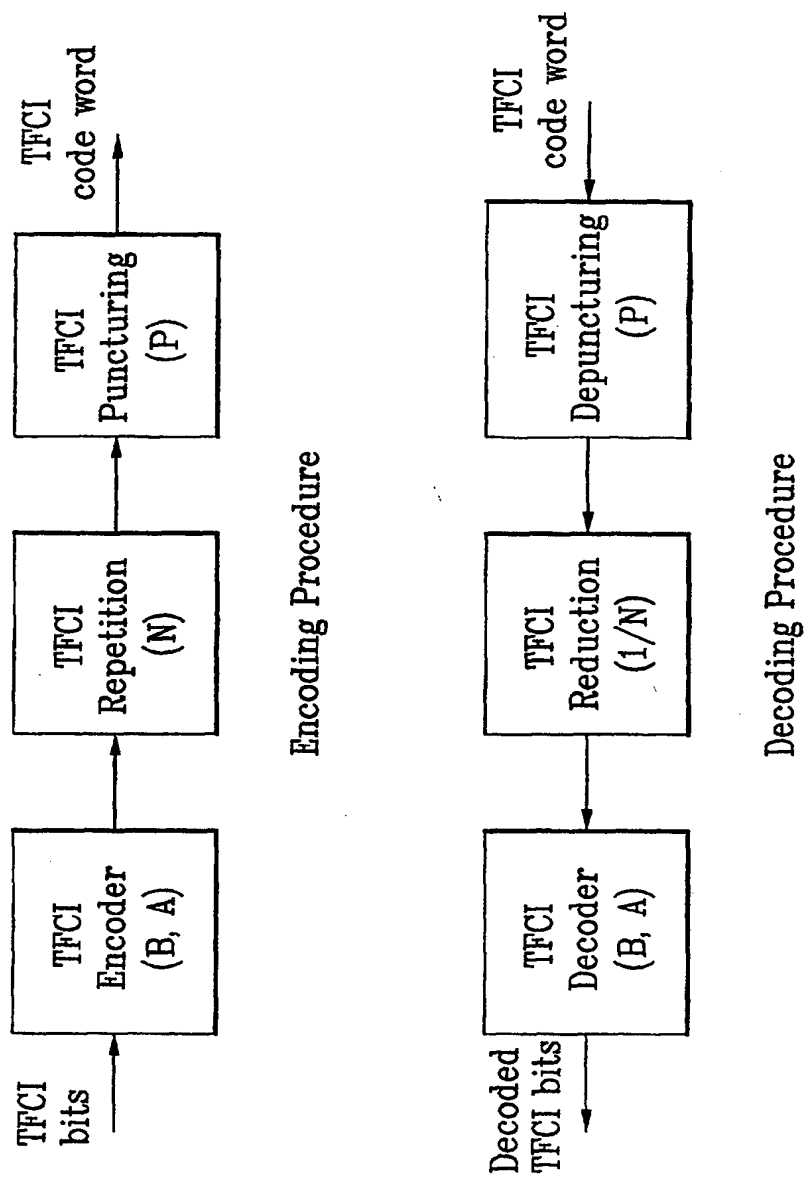 TFCI
bits
TFCI
Encoder
(B, A)
TFCI
Repetition
(N)
TFCI
Puncturing
(P)
TFCI
code word
Encoding Procedure
Decoded
TFCI bits
TFCI
Decoder
(B, A)
TFCI
Reduction
(1/N)
TFCI
Depuncturing
(P)
TFCI
code word
Decoding Procedure